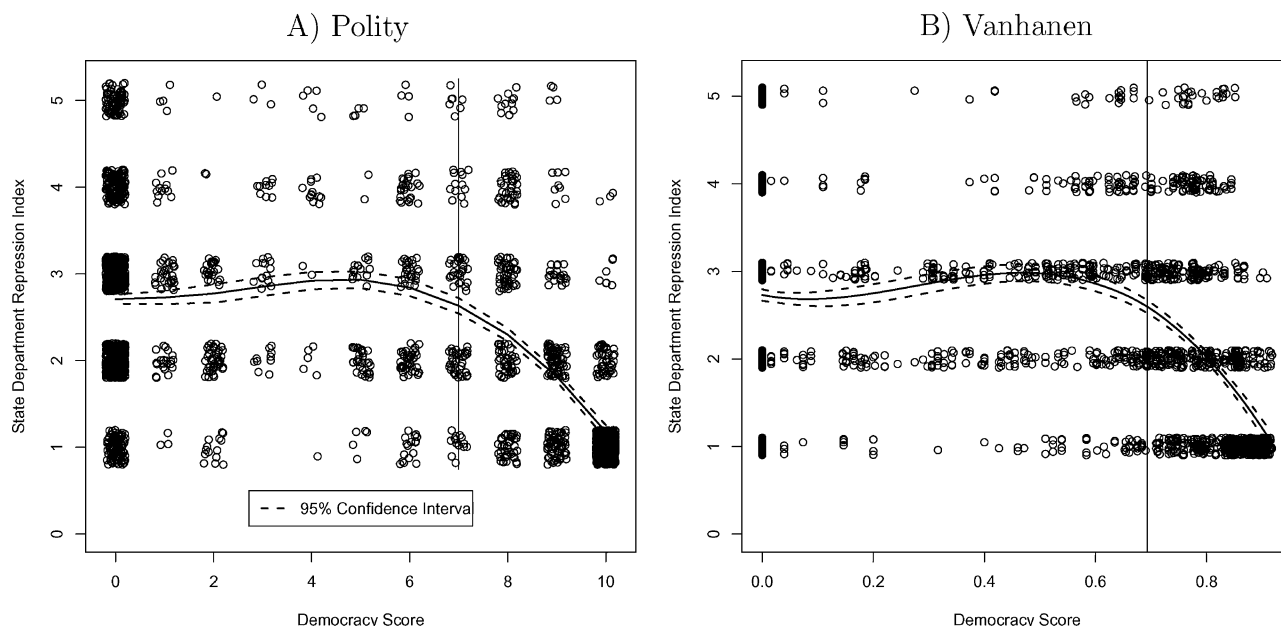 A) Polity
State Department Repression Index
5
4
3
2
1
0
95% Confidence Interval
0 2 4 6 8 10
Democracy Score
B) Vanhanen
State Department Repression Index
5
4
3
2
1
0
0.0 0.2 0.4 0.6 0.8
Democracy Score